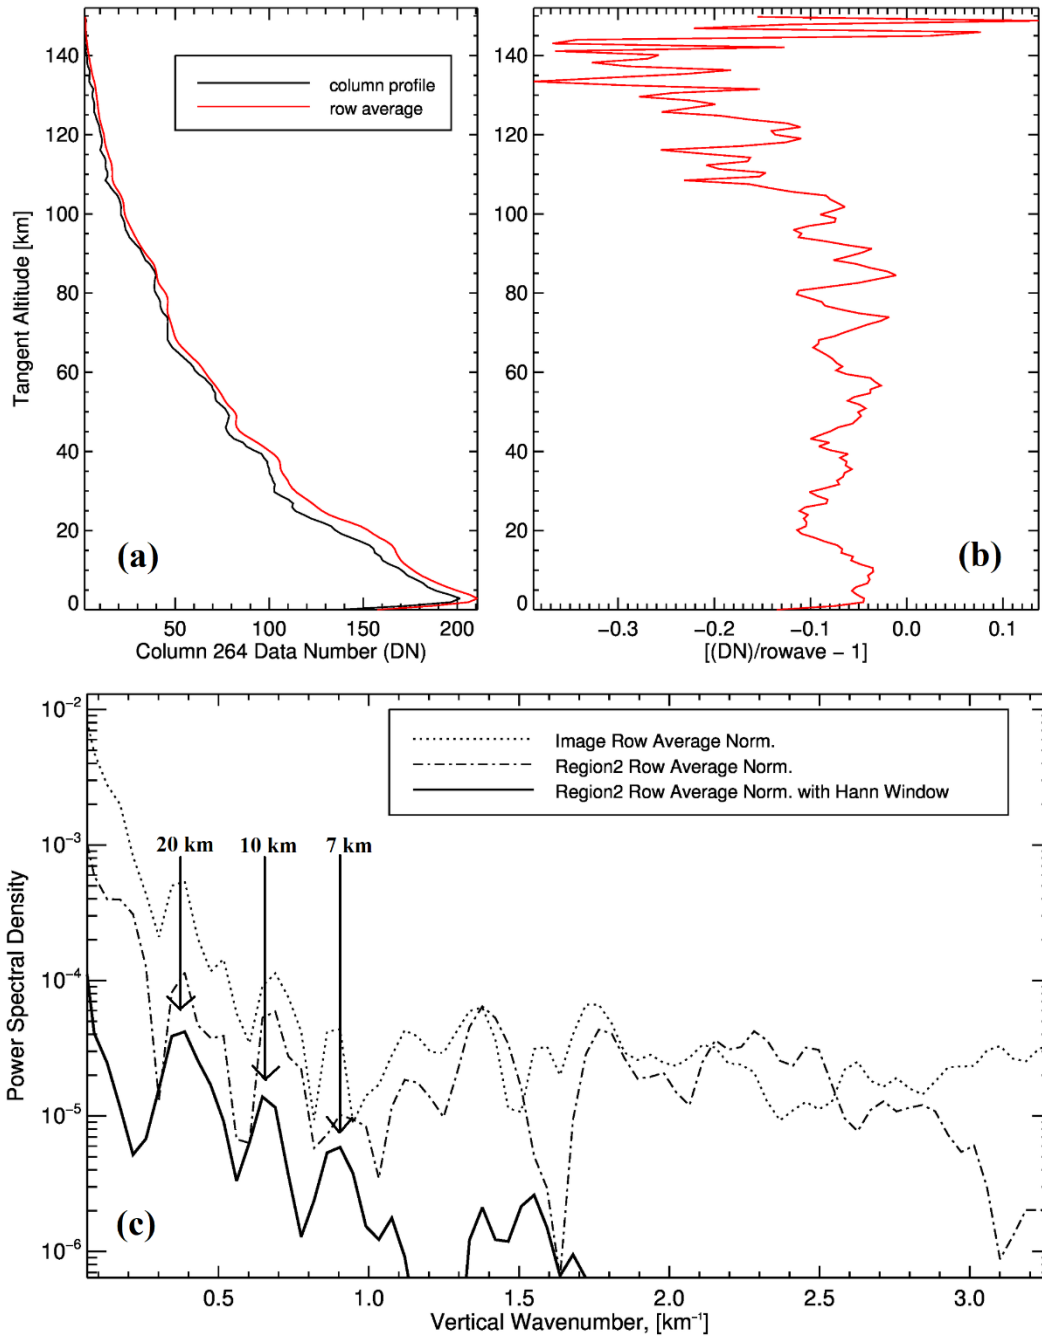 140
120
100
80
60
40
20
0
Tangent Altitude [km]
column profile
row average
(a)
50
100
150
200
Column 264 Data Number (DN)
140
120
100
80
60
40
20
0
(b)
−0.3
−0.2
−0.1
0.0
0.1
[(DN)/rowave − 1]
10⁻²
10⁻³
10⁻⁴
10⁻⁵
10⁻⁶
Power Spectral Density
Image Row Average Norm.
Region2 Row Average Norm.
Region2 Row Average Norm. with Hann Window
20 km
10 km
7 km
(c)
0.5
1.0
1.5
2.0
2.5
3.0
Vertical Wavenumber, [km⁻¹]